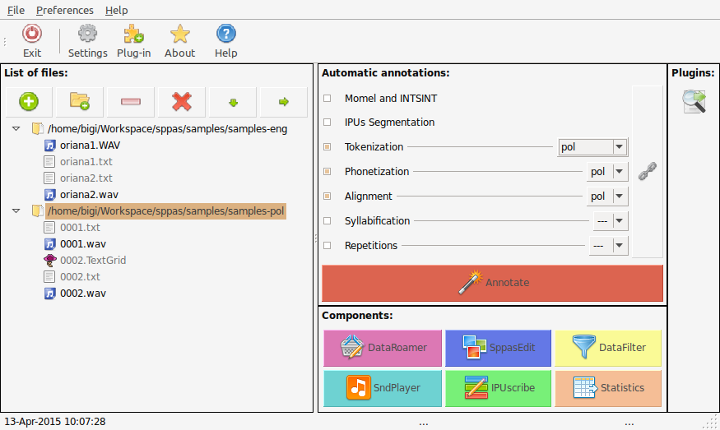 File Preferences Help
Exit Settings Plug-in About Help
List of files:
/home/bigi/Workspace/sppas/samples/samples-eng
oriana1.WAV
oriana1.txt
oriana2.txt
oriana2.wav
/home/bigi/Workspace/sppas/samples/samples-pol
0001.txt
0001.wav
0002.TextGrid
0002.txt
0002.wav
Automatic annotations:
Momel and INTSINT
IPUs Segmentation
Tokenization pol
Phonetization pol
Alignment pol
Syllabification ---
Repetitions ---
Annotate
Components:
DataRoamer SppasEdit DataFilter
SndPlayer IPUscribe Statistics
Plugins:
13-Apr-2015 10:07:28 ... ...